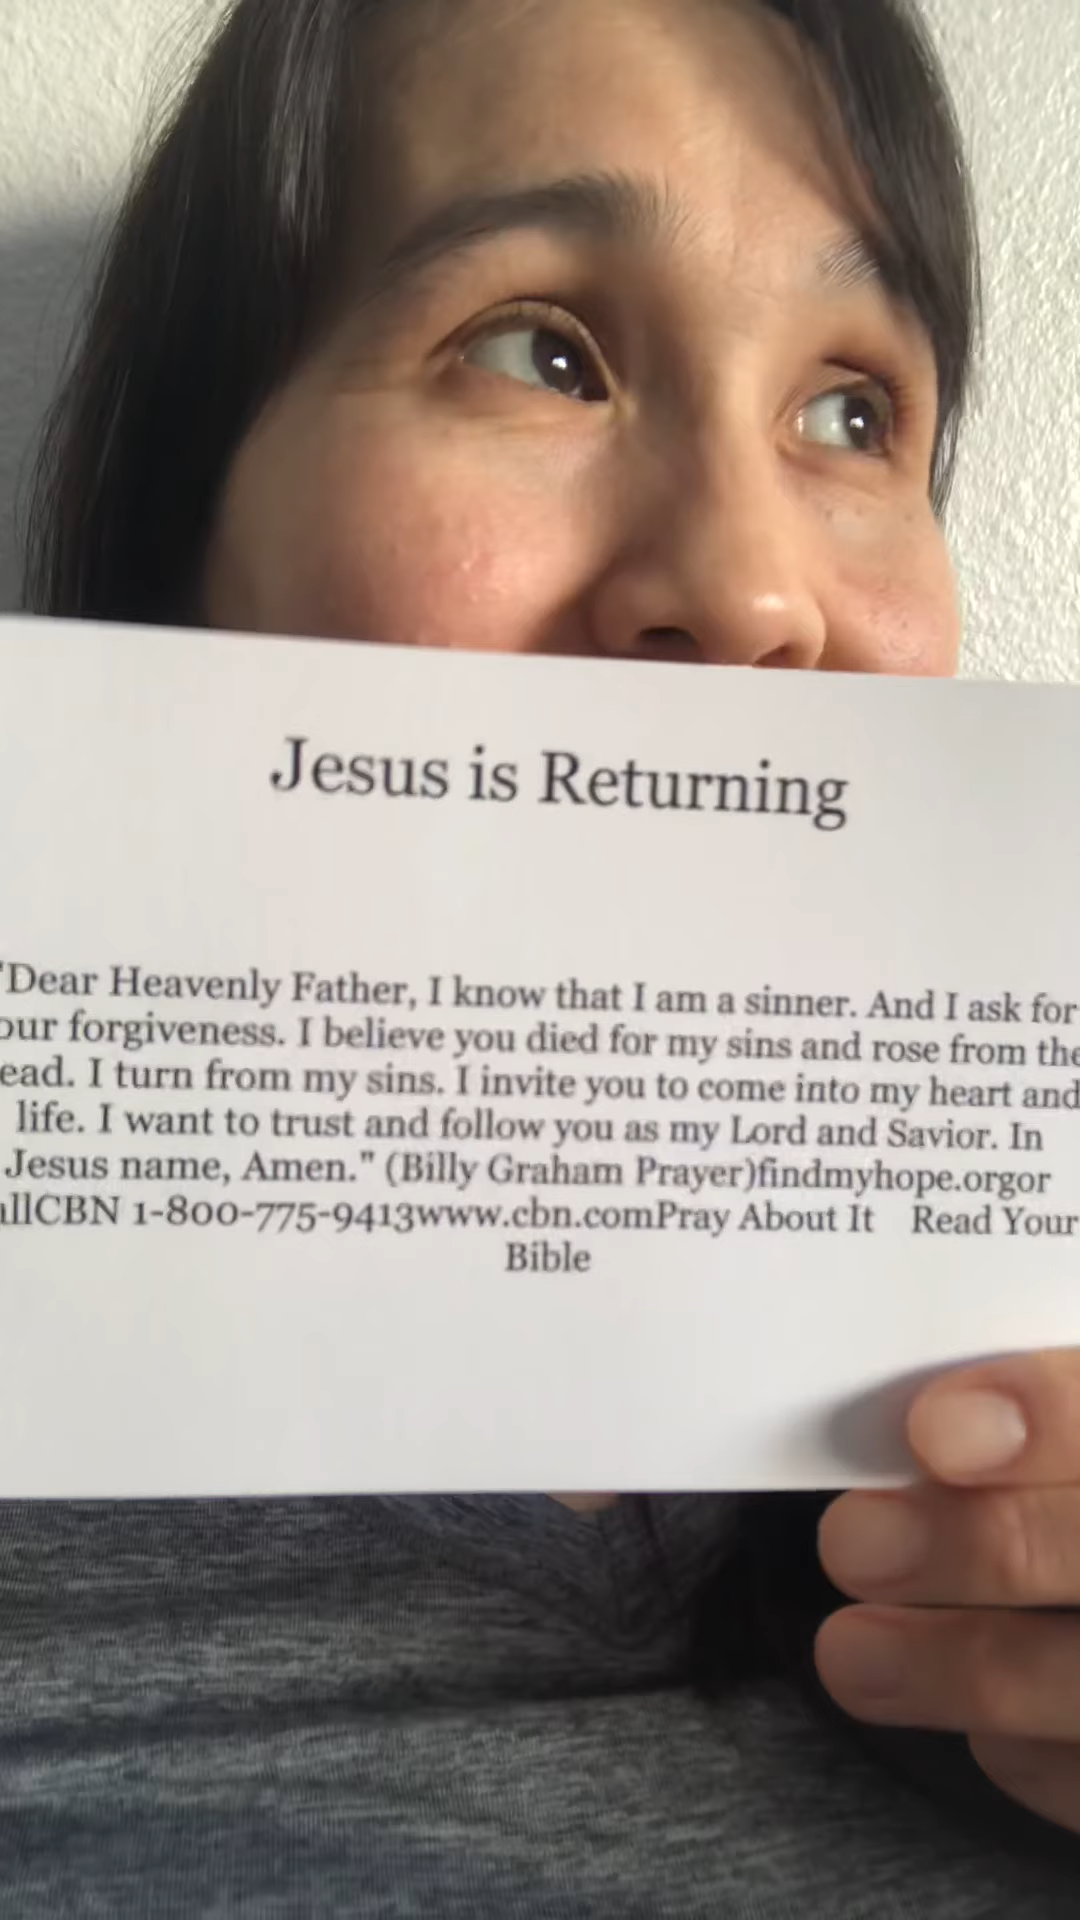 Jesus is Returning
"Dear Heavenly Father, I know that I am a sinner. And I ask for
our forgiveness. I believe you died for my sins and rose from the
ead. I turn from my sins. I invite you to come into my heart and
life. I want to trust and follow you as my Lord and Savior. In
Jesus name, Amen." (Billy Graham Prayer)findmyhope.orgor
allCBN 1-800-775-9413www.cbn.comPray About It Read Your
Bible